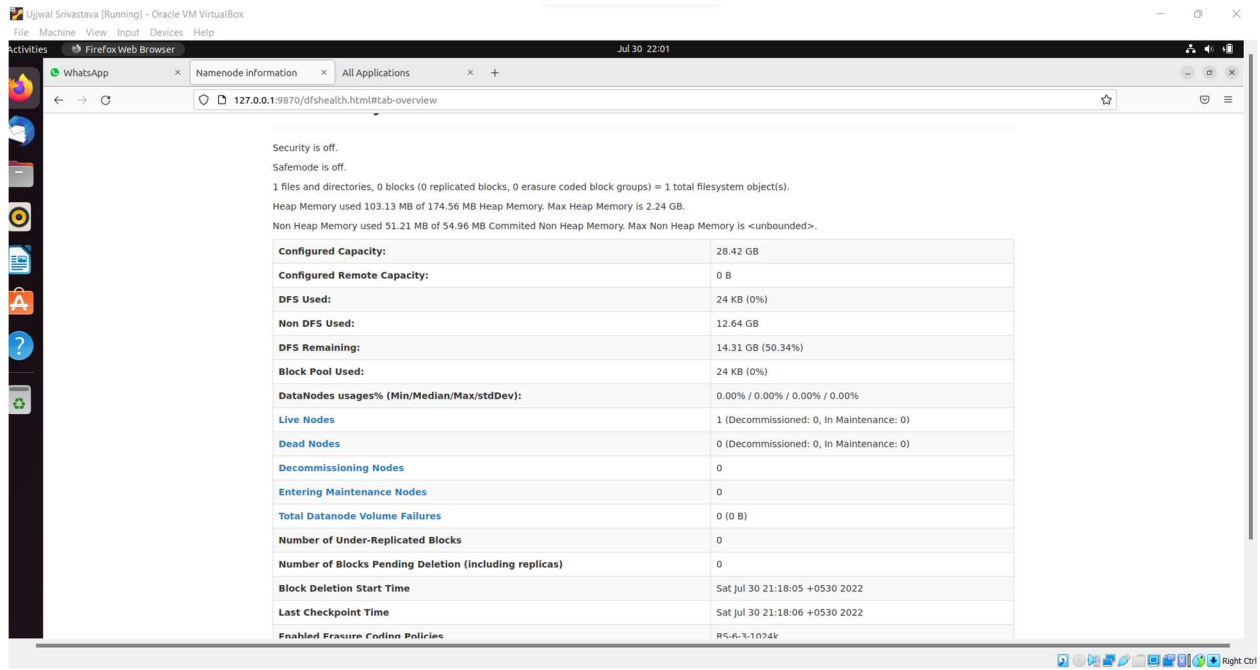 Ujjwal Srivastava [Running] - Oracle VM VirtualBox
File Machine View Input Devices Help
Activities Firefox Web Browser Jul 30 22:01
WhatsApp × Namenode information × All Applications × +
127.0.0.1:9870/dfshealth.html#tab-overview
Security is off.
Safemode is off.
1 files and directories, 0 blocks (0 replicated blocks, 0 erasure coded block groups) = 1 total filesystem object(s).
Heap Memory used 103.13 MB of 174.56 MB Heap Memory. Max Heap Memory is 2.24 GB.
Non Heap Memory used 51.21 MB of 54.96 MB Commited Non Heap Memory. Max Non Heap Memory is <unbounded>.
Configured Capacity: 28.42 GB
Configured Remote Capacity: 0 B
DFS Used: 24 KB (0%)
Non DFS Used: 12.64 GB
DFS Remaining: 14.31 GB (50.34%)
Block Pool Used: 24 KB (0%)
DataNodes usages% (Min/Median/Max/stdDev): 0.00% / 0.00% / 0.00% / 0.00%
Live Nodes 1 (Decommissioned: 0, In Maintenance: 0)
Dead Nodes 0 (Decommissioned: 0, In Maintenance: 0)
Decommissioning Nodes 0
Entering Maintenance Nodes 0
Total Datanode Volume Failures 0 (0 B)
Number of Under-Replicated Blocks 0
Number of Blocks Pending Deletion (including replicas) 0
Block Deletion Start Time Sat Jul 30 21:18:05 +0530 2022
Last Checkpoint Time Sat Jul 30 21:18:06 +0530 2022
Enabled Erasure Coding Policies RS-6-3-1024k
Right Ctrl